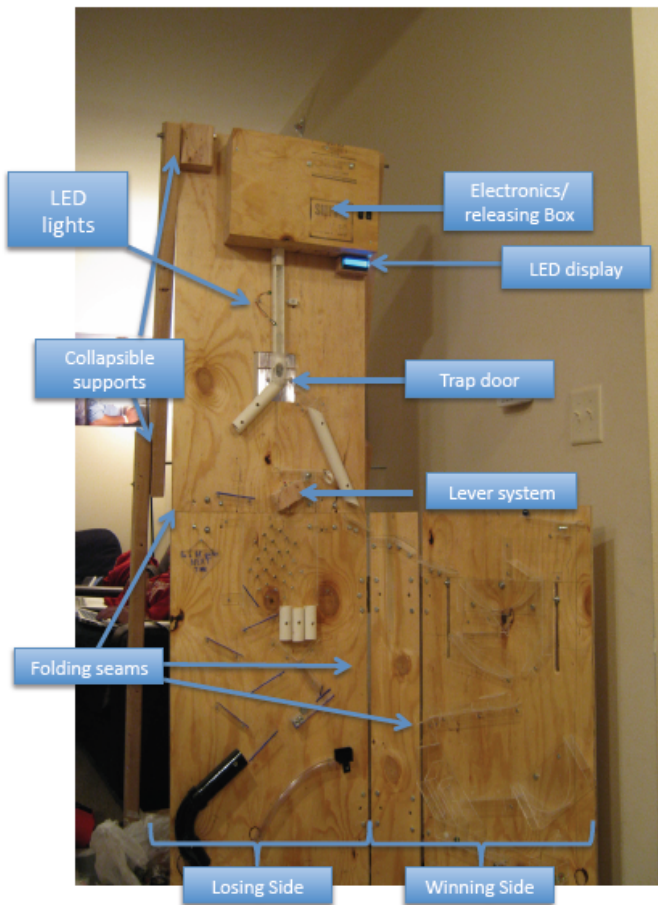 LED
lights
Electronics/
releasing Box
LED display
Collapsible
supports
Trap door
Lever system
Folding seams
Losing Side
Winning Side